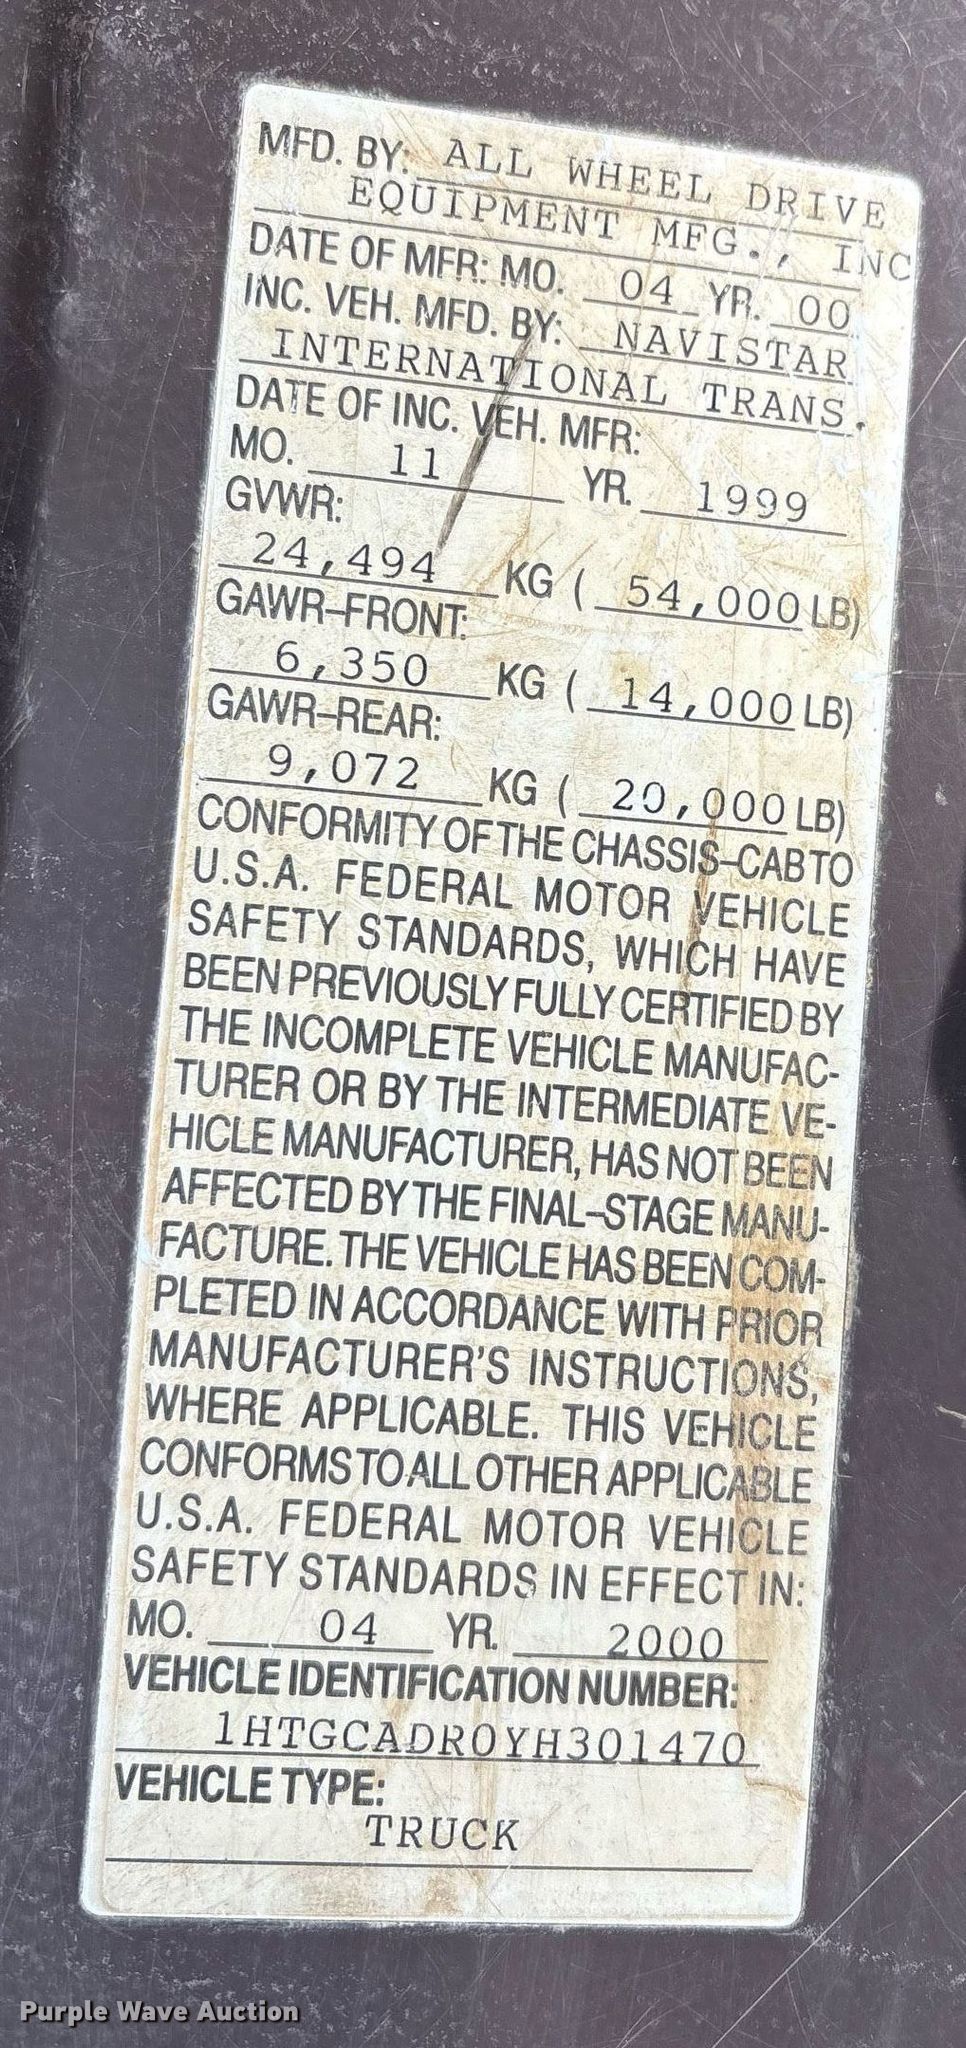 MFD. BY: ALL WHEEL DRIVE
EQUIPMENT MFG., INC
DATE OF MFR: MO. 04 YR. 00
INC. VEH. MFD. BY: NAVISTAR
INTERNATIONAL TRANS.
DATE OF INC. VEH. MFR:
MO. 11 YR. 1999
GVWR:
24,494 KG ( 54,000 LB)
GAWR-FRONT:
6,350 KG ( 14,000 LB)
GAWR-REAR:
9,072 KG ( 20,000 LB)
CONFORMITY OF THE CHASSIS-CAB TO
U.S.A. FEDERAL MOTOR VEHICLE
SAFETY STANDARDS, WHICH HAVE
BEEN PREVIOUSLY FULLY CERTIFIED BY
THE INCOMPLETE VEHICLE MANUFAC-
TURER OR BY THE INTERMEDIATE VE-
HICLE MANUFACTURER, HAS NOT BEEN
AFFECTED BY THE FINAL-STAGE MANU-
FACTURE. THE VEHICLE HAS BEEN COM-
PLETED IN ACCORDANCE WITH PRIOR
MANUFACTURER'S INSTRUCTIONS,
WHERE APPLICABLE. THIS VEHICLE
CONFORMS TO ALL OTHER APPLICABLE
U.S.A. FEDERAL MOTOR VEHICLE
SAFETY STANDARDS IN EFFECT IN:
MO. 04 YR. 2000
VEHICLE IDENTIFICATION NUMBER:
1HTGCADR0YH301470
VEHICLE TYPE:
TRUCK
Purple Wave Auction